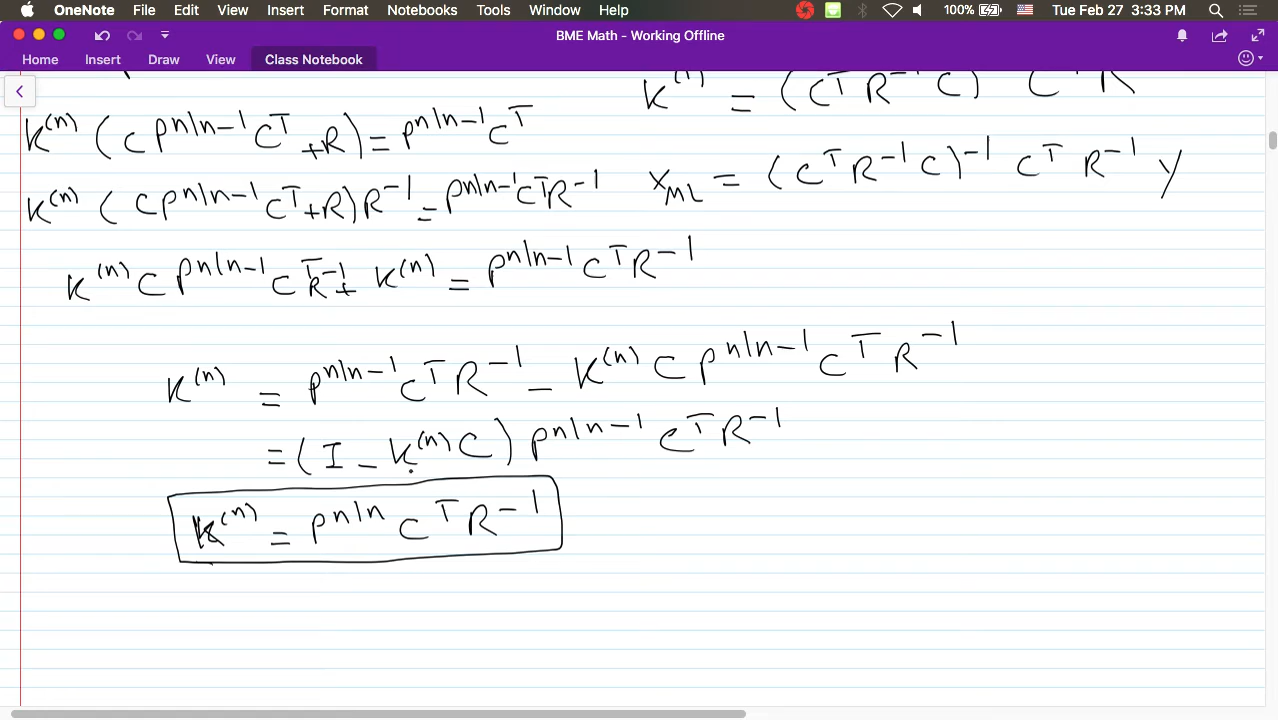 OneNote File Edit View Insert Format Notebooks Tools Window Help 100% Tue Feb 27 3:33 PM
BME Math - Working Offline
Home Insert Draw View Class Notebook
K^(n) = (C^T R^-1 C) C^T R
K^(n) (C P^n|n-1 C^T + R) = P^n|n-1 C^T
X_ML = (C^T R^-1 C)^-1 C^T R^-1 y
K^(n) (C P^n|n-1 C^T + R) R^-1 = P^n|n-1 C^T R^-1
K^(n) C P^n|n-1 C^T R^-1 + K^(n) = P^n|n-1 C^T R^-1
K^(n) = P^n|n-1 C^T R^-1 - K^(n) C P^n|n-1 C^T R^-1
= (I - K^(n) C) P^n|n-1 C^T R^-1
K^(n) = P^n|n C^T R^-1